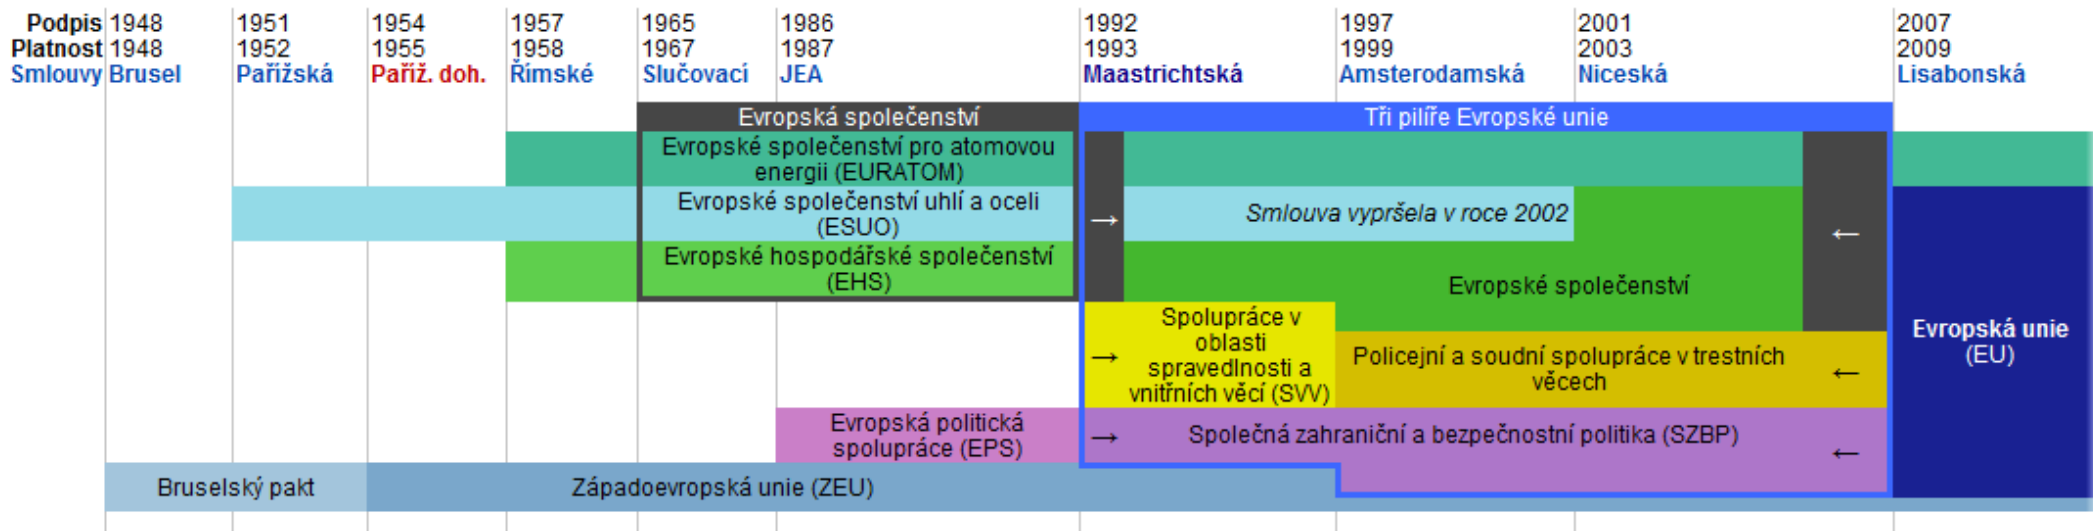 Podpis 1948 1951 1954 1957 1965 1986 1992 1997 2001 2007
Platnost 1948 1952 1955 1958 1967 1987 1993 1999 2003 2009
Smlouvy Brusel Pařížská Paříž. doh. Římské Slučovací JEA Maastrichtská Amsterodamská Niceská Lisabonská
Evropská společenství
Tři pilíře Evropské unie
Evropské společenství pro atomovou
energii (EURATOM)
Evropské společenství uhlí a oceli
(ESUO)
→
Smlouva vypršela v roce 2002
←
Evropské hospodářské společenství
(EHS)
Evropské společenství
Spolupráce v
oblasti
spravedlnosti a
vnitřních věcí (SVV)
→
Policejní a soudní spolupráce v trestních
věcech
←
Evropská unie
(EU)
Evropská politická
spolupráce (EPS)
→
Společná zahraniční a bezpečnostní politika (SZBP)
←
Bruselský pakt
Západoevropská unie (ZEU)